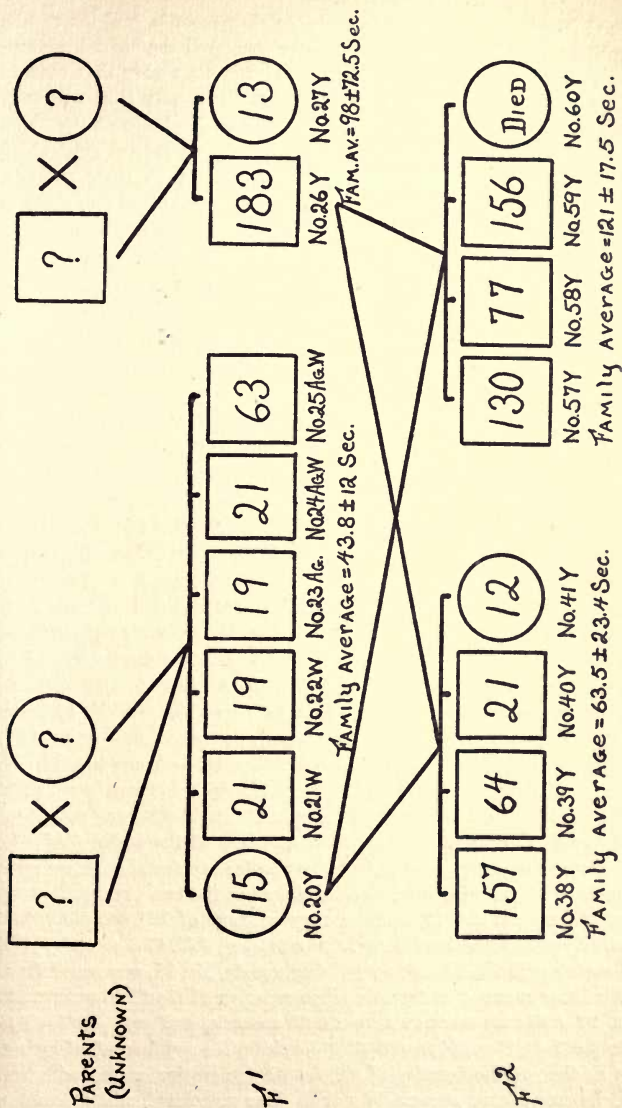 PARENTS
(UNKNOWN)
? X ?
? X ?
F'
115 21 19 19 21 63
No.20Y No.21W No.22W No.23Ag. No24AgW No.25AgW
FAMily AveragE=43.8±12 Sec.
183 13
No.26Y No.27Y
FAM.AV.=98±72.5 Sec.
F2
157 64 21 12
No.38Y No.39Y No.40Y No.41Y
FAMily AveragE=63.5±23.4 Sec.
130 77 156 DiED
No.57Y No.58Y No.59Y No.60Y
FAMily AveragE=121±17.5 Sec.